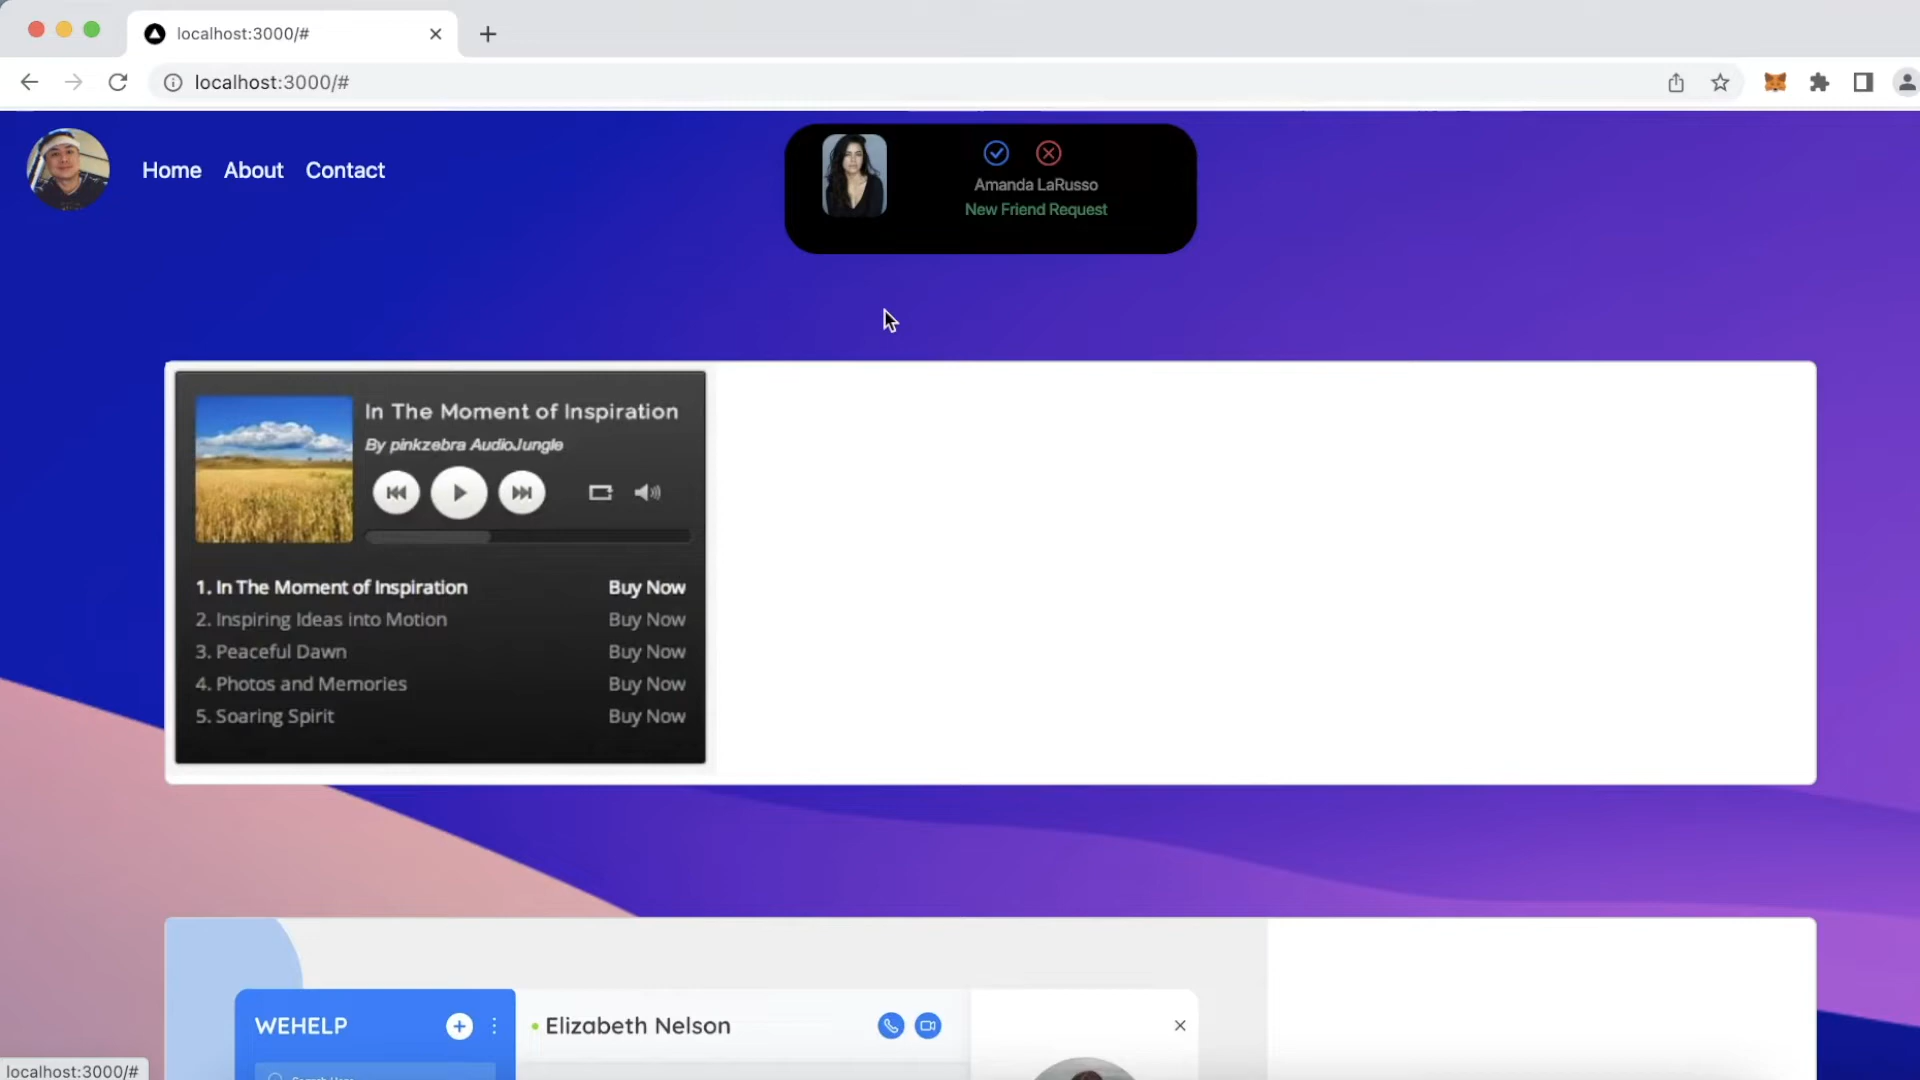 localhost:3000/#
localhost:3000/#
Home About Contact
Amanda LaRusso
New Friend Request
In The Moment of Inspiration
By pinkzebra AudioJungle
1. In The Moment of Inspiration Buy Now
2. Inspiring Ideas into Motion Buy Now
3. Peaceful Dawn Buy Now
4. Photos and Memories Buy Now
5. Soaring Spirit Buy Now
WEHELP
Elizabeth Nelson
localhost:3000/#